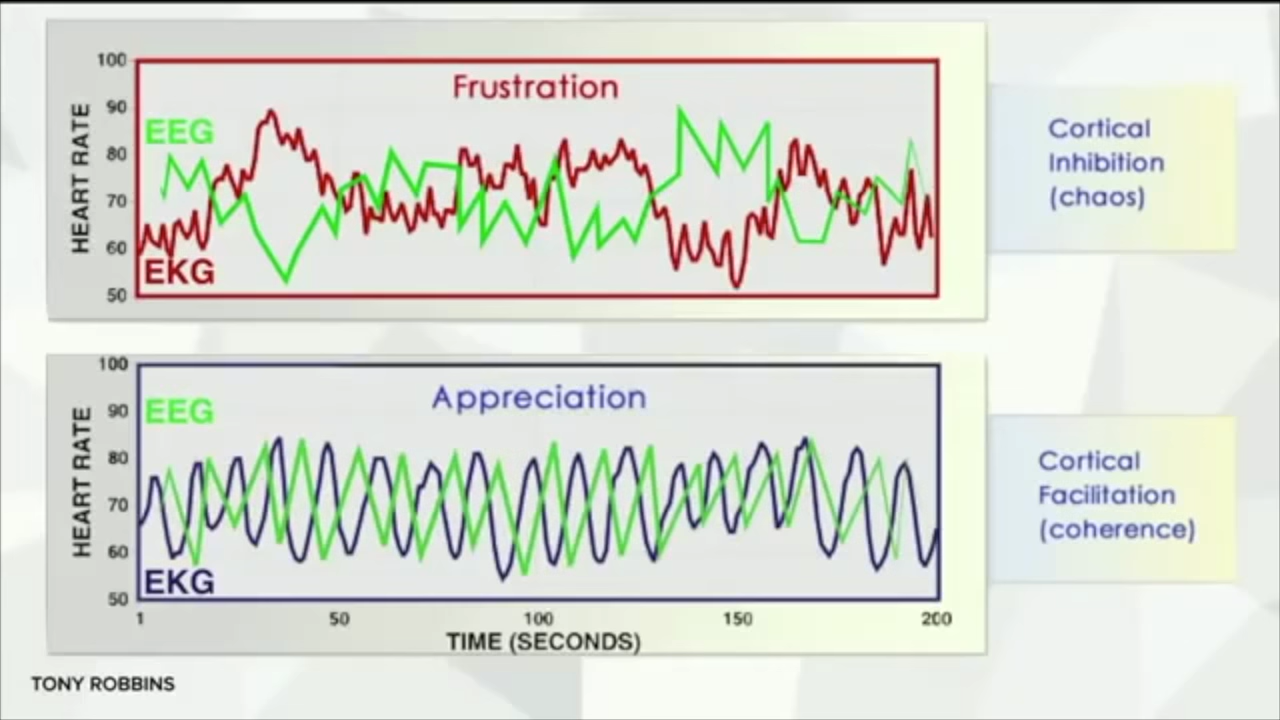 Frustration
HEART RATE
100
90
80
70
60
50
EEG
EKG
Cortical
Inhibition
(chaos)
Appreciation
HEART RATE
100
90
80
70
60
50
EEG
EKG
1 50 100 150 200
TIME (SECONDS)
Cortical
Facilitation
(coherence)
TONY ROBBINS